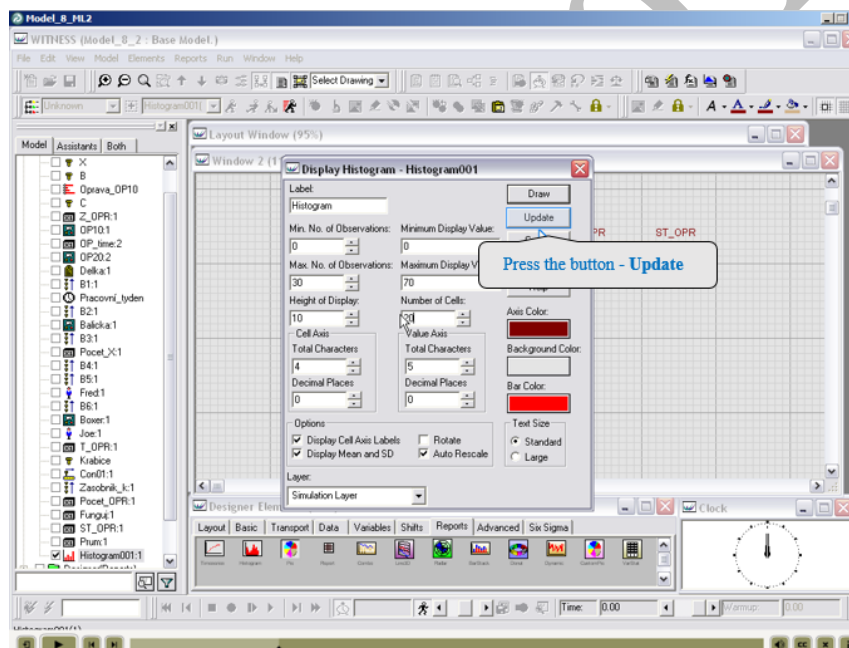 Model_8_ML2
WITNESS (Model_8_2 : Base Model.)
File Edit View Model Elements Reports Run Window Help
Select Drawing
Unknown Histogram001(
Layout Window (95%)
Model Assistants Both
Window 2 (1
Display Histogram - Histogram001
X
B
Oprava_OP10
C
Z_OPR:1
OP10:1
OP_time:2
OP20:2
Delka:1
B1:1
Pracovní_tyden
B2:1
Balicka:1
B3:1
Pocet_X:1
B4:1
B5:1
Fred:1
B6:1
Boxer:1
Joe:1
T_OPR:1
Krabice
Con01:1
Zasobnik_k:1
Pocet_OPR:1
Funguj:1
ST_OPR:1
Prum:1
Histogram001:1
Label:
Histogram
Draw
Update
Min. No. of Observations: Minimum Display Value:
0 0
PR ST_OPR
Press the button - Update
Max. No. of Observations: Maximum Display V
30 70
Height of Display: Number of Cells:
10 20
Axis Color:
Cell Axis Value Axis
Total Characters Total Characters
Background Color:
4 5
Decimal Places Decimal Places
Bar Color:
0 0
Options
Text Size
Display Cell Axis Labels Rotate
Standard
Display Mean and SD Auto Rescale
Large
Layer:
Simulation Layer
Designer Elem
Clock
Layout Basic Transport Data Variables Shifts Reports Advanced Six Sigma
Time: 0.00 Warmup: 0.00
CC